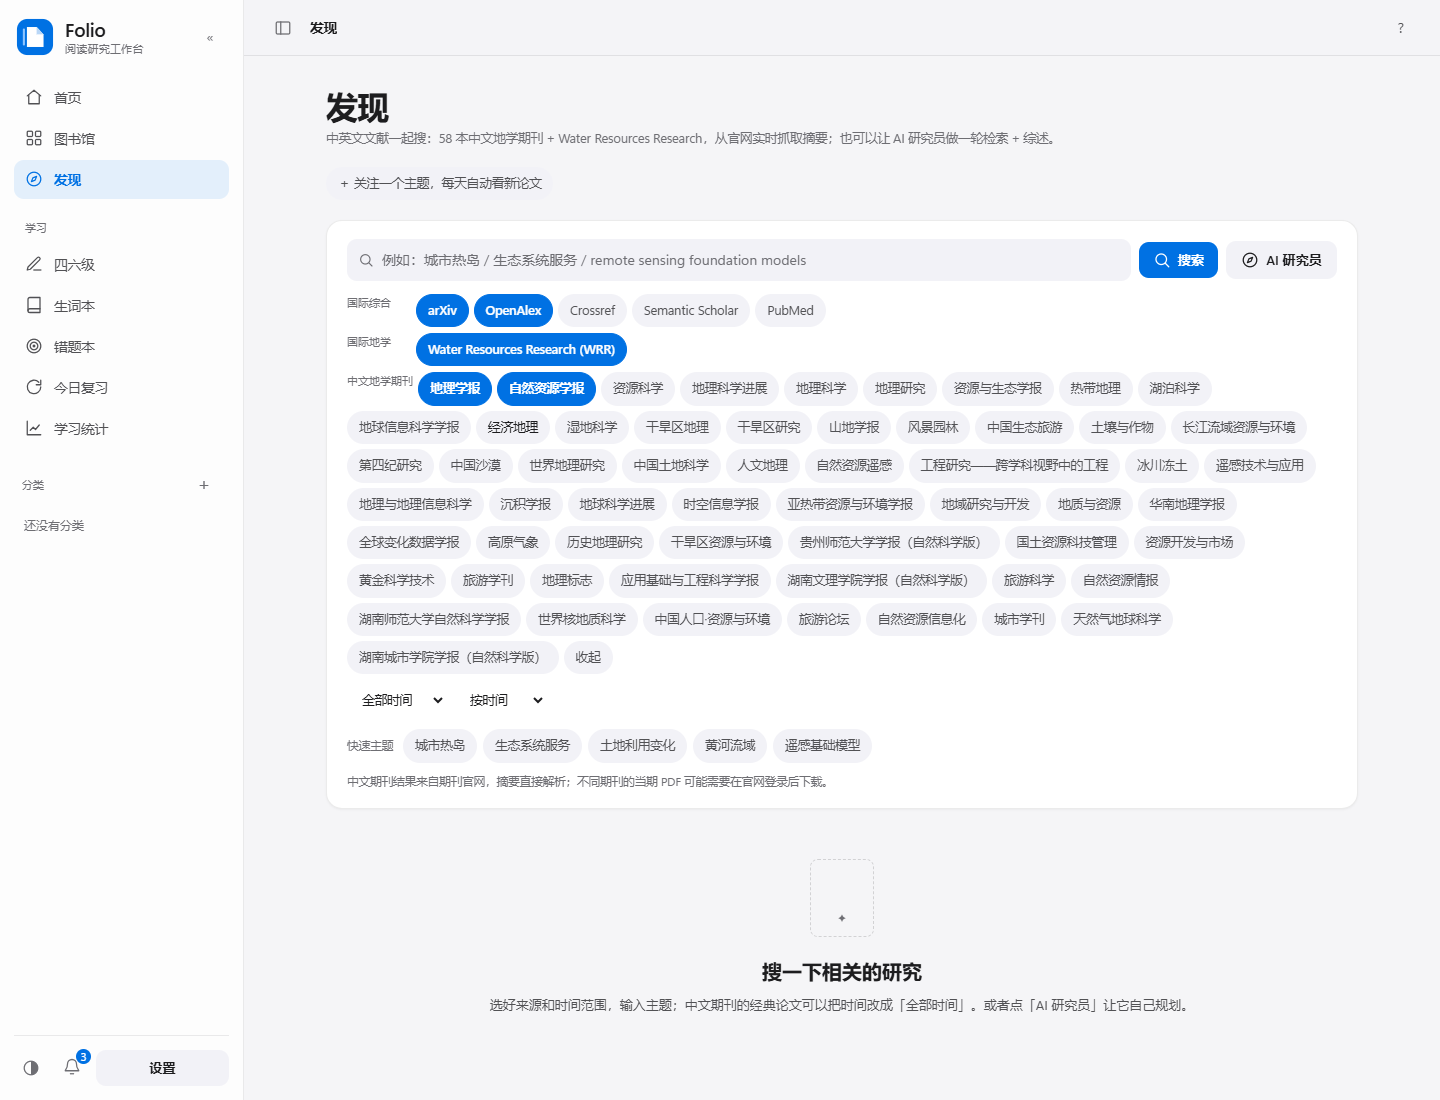 Folio
阅读研究工作台
«
首页
图书馆
发现
学习
四六级
生词本
错题本
今日复习
学习统计
分类 +
还没有分类
3
设置
发现
?
发现
中英文文献一起搜：58 本中文地学期刊 + Water Resources Research，从官网实时抓取摘要；也可以让 AI 研究员做一轮检索 + 综述。
+ 关注一个主题，每天自动看新论文
例如：城市热岛 / 生态系统服务 / remote sensing foundation models
搜索
AI 研究员
国际综合 arXiv OpenAlex Crossref Semantic Scholar PubMed
国际地学 Water Resources Research (WRR)
中文地学期刊 地理学报 自然资源学报 资源科学 地理科学进展 地理科学 地理研究 资源与生态学报 热带地理 湖泊科学
地球信息科学学报 经济地理 湿地科学 干旱区地理 干旱区研究 山地学报 风景园林 中国生态旅游 土壤与作物 长江流域资源与环境
第四纪研究 中国沙漠 世界地理研究 中国土地科学 人文地理 自然资源遥感 工程研究——跨学科视野中的工程 冰川冻土 遥感技术与应用
地理与地理信息科学 沉积学报 地球科学进展 时空信息学报 亚热带资源与环境学报 地域研究与开发 地质与资源 华南地理学报
全球变化数据学报 高原气象 历史地理研究 干旱区资源与环境 贵州师范大学学报（自然科学版） 国土资源科技管理 资源开发与市场
黄金科学技术 旅游学刊 地理标志 应用基础与工程科学学报 湖南文理学院学报（自然科学版） 旅游科学 自然资源情报
湖南师范大学自然科学学报 世界核地质科学 中国人口·资源与环境 旅游论坛 自然资源信息化 城市学刊 天然气地球科学
湖南城市学院学报（自然科学版） 收起
全部时间 按时间
快速主题 城市热岛 生态系统服务 土地利用变化 黄河流域 遥感基础模型
中文期刊结果来自期刊官网，摘要直接解析；不同期刊的当期 PDF 可能需要在官网登录后下载。
✦
搜一下相关的研究
选好来源和时间范围，输入主题；中文期刊的经典论文可以把时间改成「全部时间」。或者点「AI 研究员」让它自己规划。